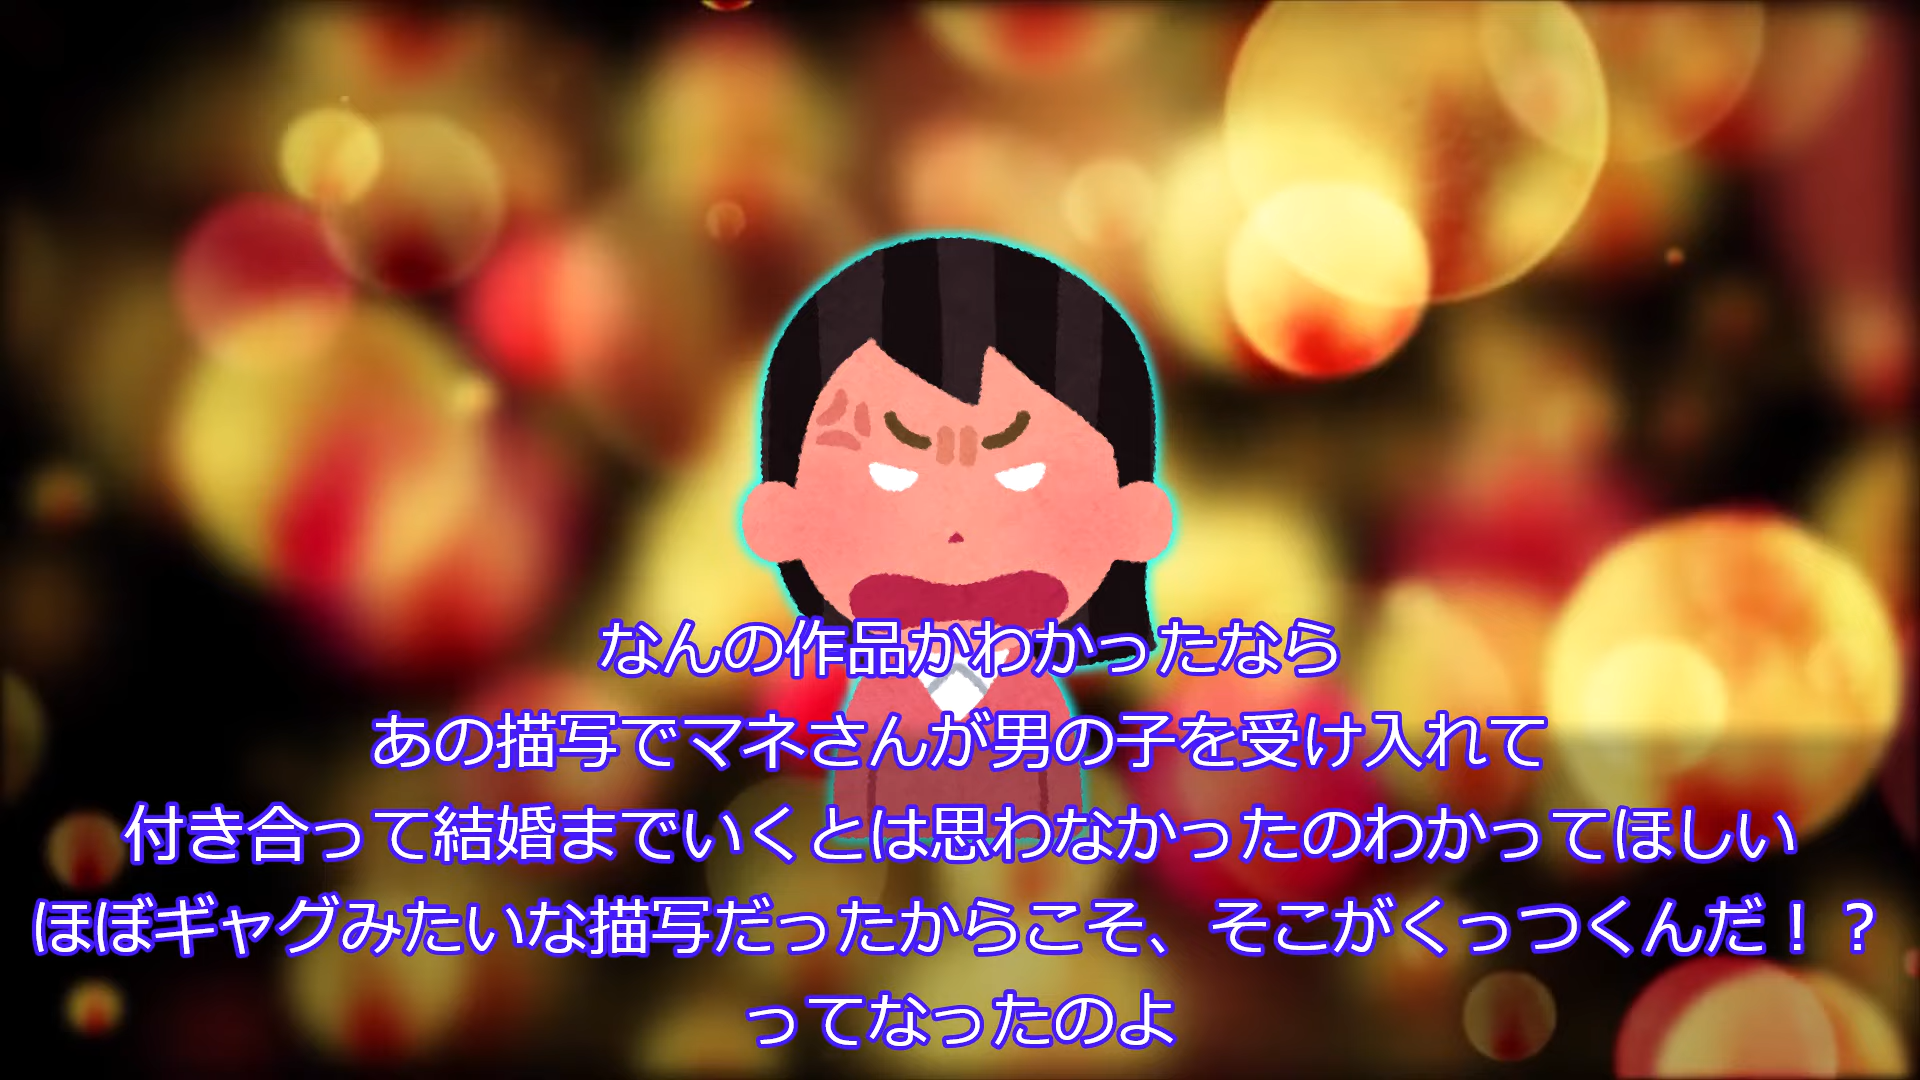 なんの作品かわかったなら
あの描写でマネさんが男の子を受け入れて
付き合って結婚までいくとは思わなかったのわかってほしい
ほぼギャグみたいな描写だったからこそ、そこがくっつくんだ！？
ってなったのよ